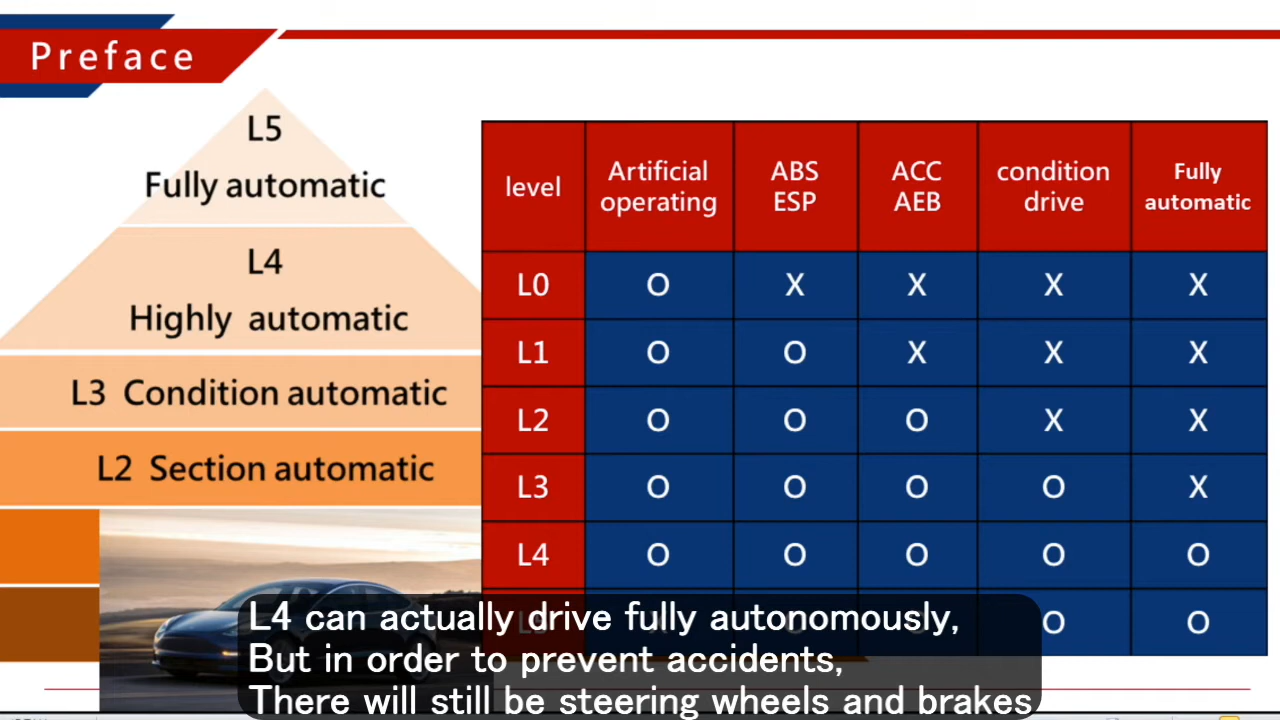 Preface
L5
Fully automatic
L4
Highly automatic
L3 Condition automatic
L2 Section automatic
level Artificial operating ABS ESP ACC AEB condition drive Fully automatic
L0 O X X X X
L1 O O X X X
L2 O O O X X
L3 O O O O X
L4 O O O O O
O O
L4 can actually drive fully autonomously,
But in order to prevent accidents,
There will still be steering wheels and brakes